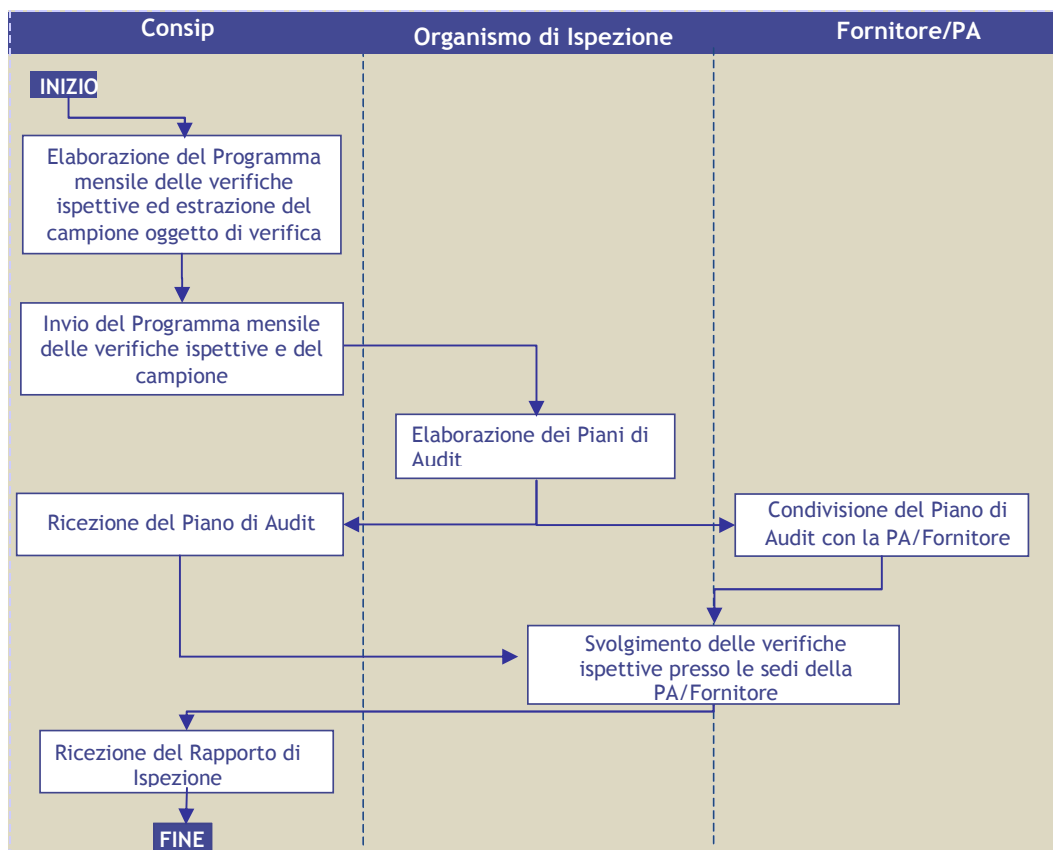 Consip
Organismo di Ispezione
Fornitore/PA
INIZIO
Elaborazione del Programma
mensile delle verifiche
ispettive ed estrazione del
campione oggetto di verifica
Invio del Programma mensile
delle verifiche ispettive e del
campione
Elaborazione dei Piani di
Audit
Ricezione del Piano di Audit
Condivisione del Piano di
Audit con la PA/Fornitore
Svolgimento delle verifiche
ispettive presso le sedi della
PA/Fornitore
Ricezione del Rapporto di
Ispezione
FINE